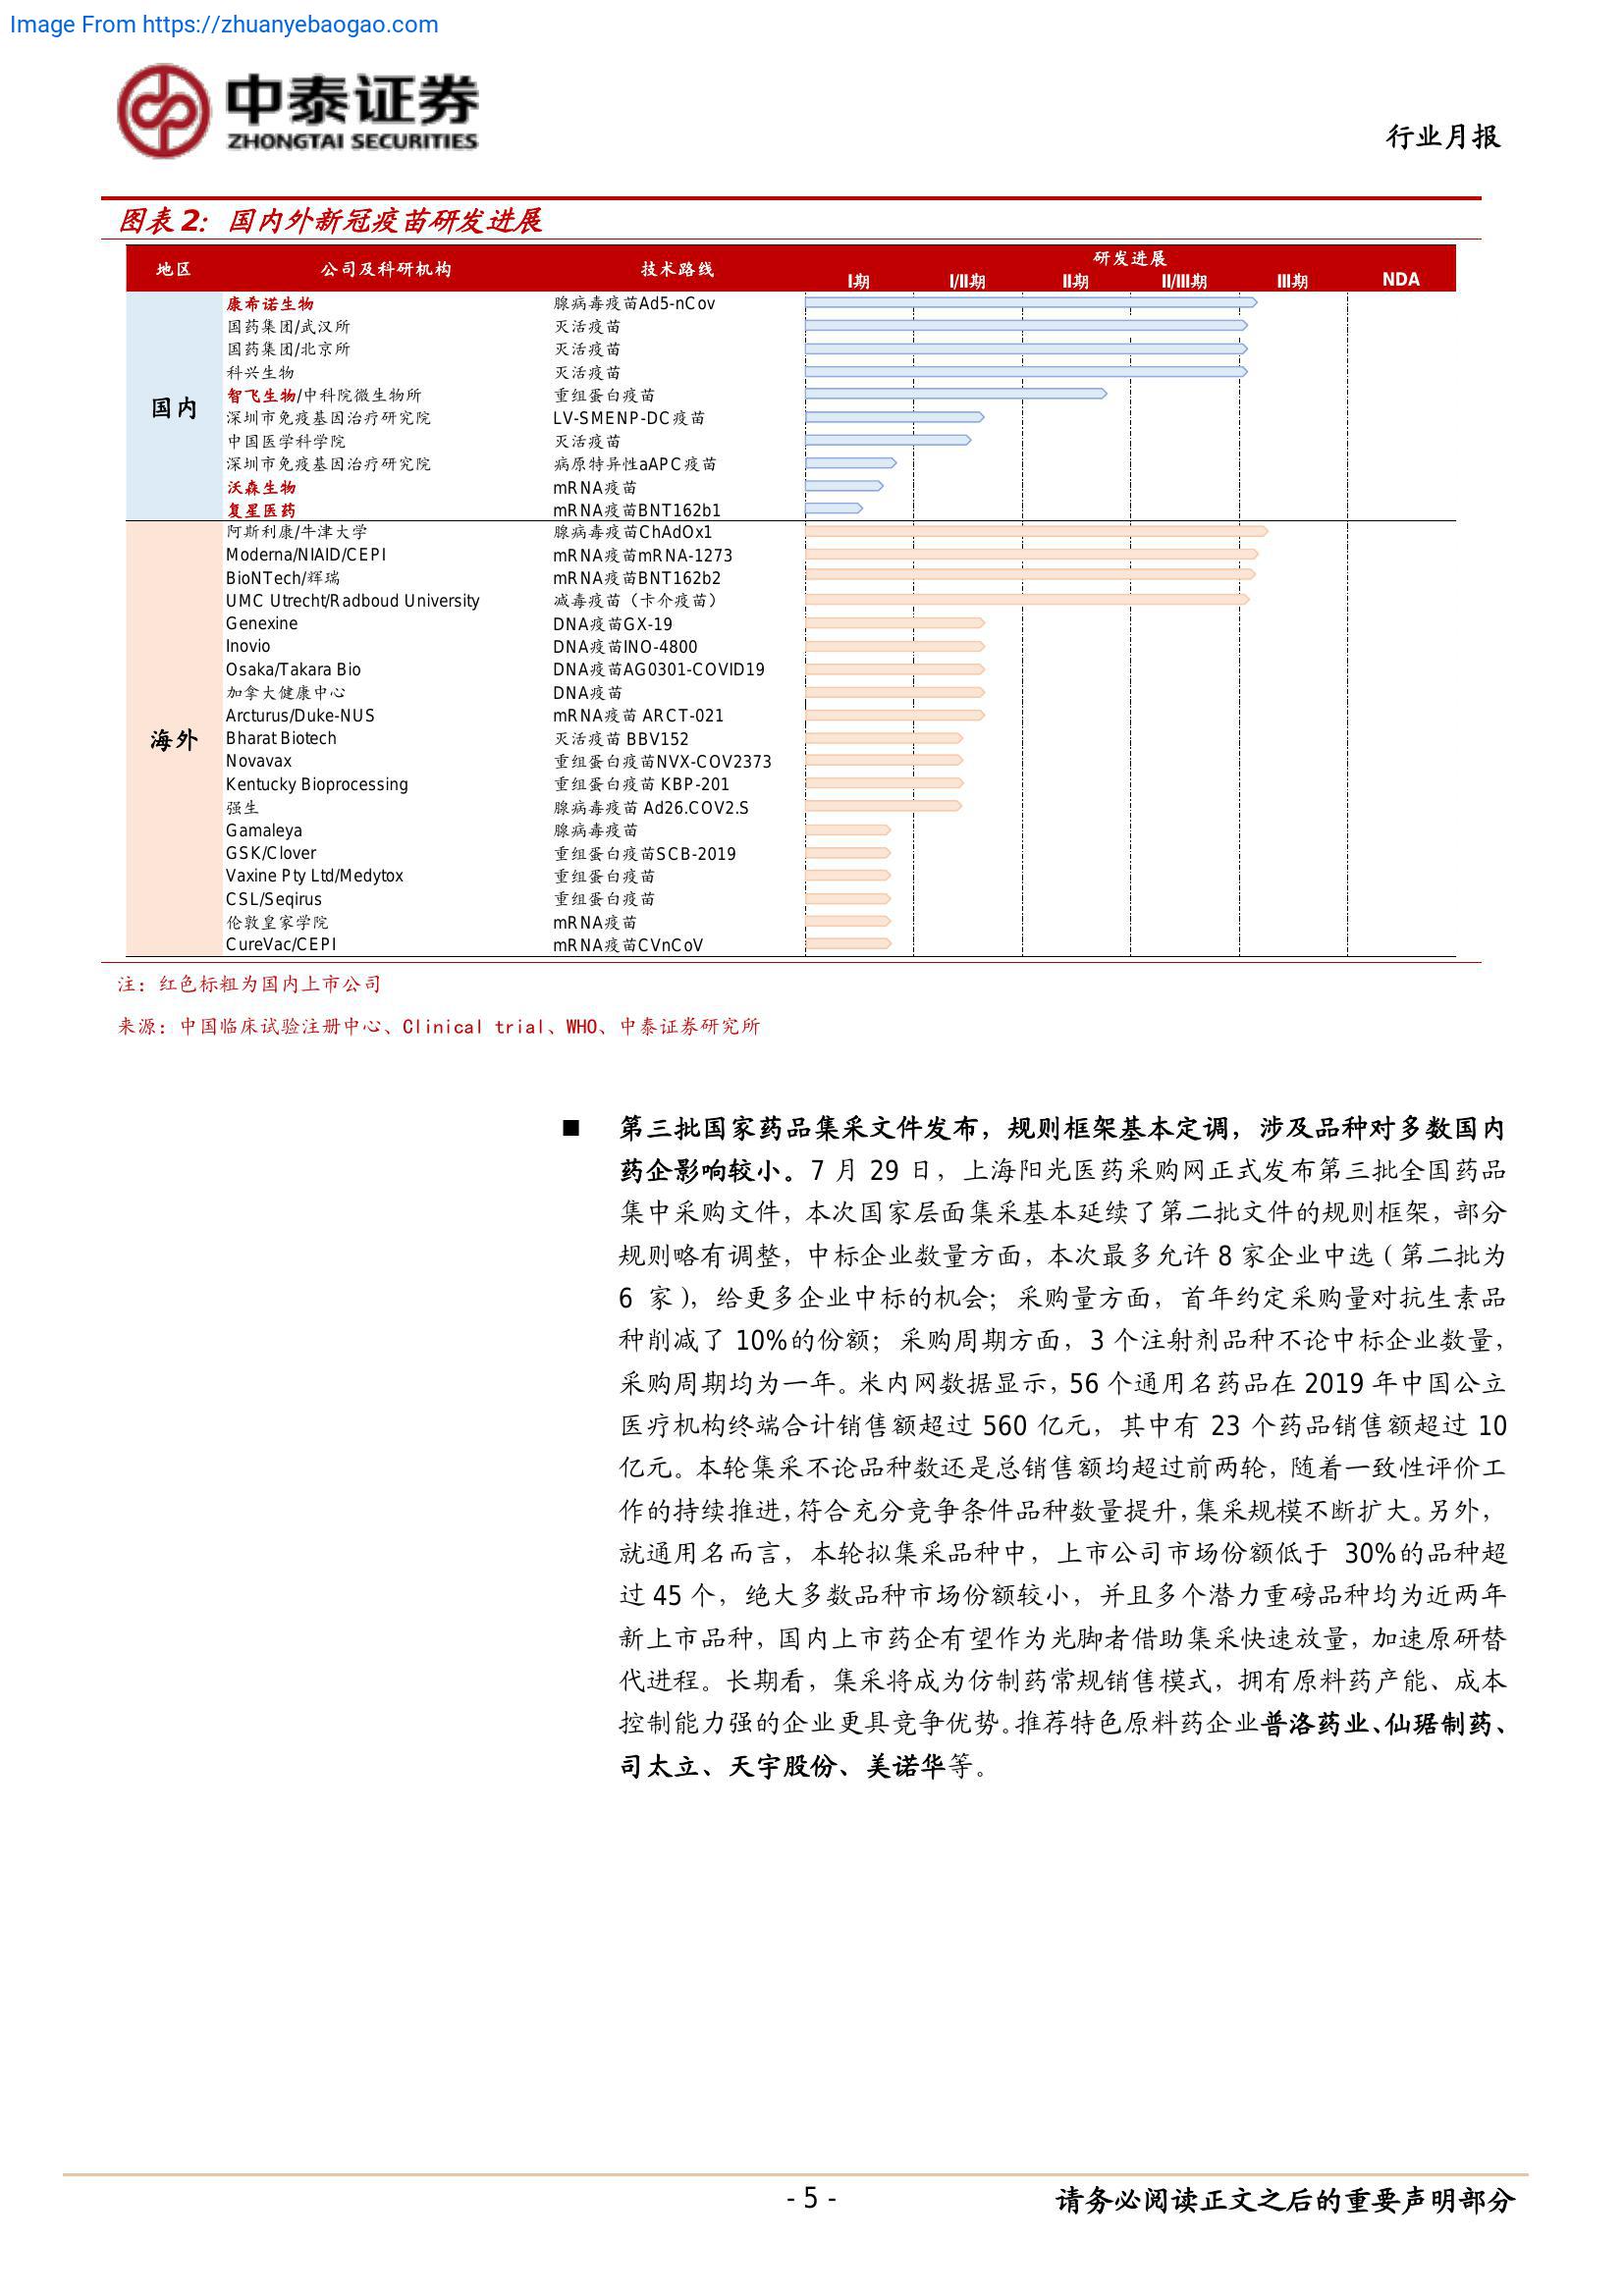 Image From https://zhuanyebaogao.com
中泰证券
ZHONGTAI SECURITIES
行业月报
图表 2：国内外新冠疫苗研发进展
地区 公司及科研机构 技术路线 研发进展
I期 I/II期 II期 II/III期 III期 NDA
国内
康希诺生物 腺病毒疫苗Ad5-nCov
国药集团/武汉所 灭活疫苗
国药集团/北京所 灭活疫苗
科兴生物 灭活疫苗
智飞生物/中科院微生物所 重组蛋白疫苗
深圳市免疫基因治疗研究院 LV-SMENP-DC疫苗
中国医学科学院 灭活疫苗
深圳市免疫基因治疗研究院 病原特异性aAPC疫苗
沃森生物 mRNA疫苗
复星医药 mRNA疫苗BNT162b1
海外
阿斯利康/牛津大学 腺病毒疫苗ChAdOx1
Moderna/NIAID/CEPI mRNA疫苗mRNA-1273
BioNTech/辉瑞 mRNA疫苗BNT162b2
UMC Utrecht/Radboud University 减毒疫苗（卡介疫苗）
Genexine DNA疫苗GX-19
Inovio DNA疫苗INO-4800
Osaka/Takara Bio DNA疫苗AG0301-COVID19
加拿大健康中心 DNA疫苗
Arcturus/Duke-NUS mRNA疫苗 ARCT-021
Bharat Biotech 灭活疫苗 BBV152
Novavax 重组蛋白疫苗NVX-COV2373
Kentucky Bioprocessing 重组蛋白疫苗 KBP-201
强生 腺病毒疫苗 Ad26.COV2.S
Gamaleya 腺病毒疫苗
GSK/Clover 重组蛋白疫苗SCB-2019
Vaxine Pty Ltd/Medytox 重组蛋白疫苗
CSL/Seqirus 重组蛋白疫苗
伦敦皇家学院 mRNA疫苗
CureVac/CEPI mRNA疫苗CVnCoV
注：红色标粗为国内上市公司
来源：中国临床试验注册中心、Clinical trial、WHO、中泰证券研究所
■ 第三批国家药品集采文件发布，规则框架基本定调，涉及品种对多数国内
药企影响较小。7 月 29 日，上海阳光医药采购网正式发布第三批全国药品
集中采购文件，本次国家层面集采基本延续了第二批文件的规则框架，部分
规则略有调整，中标企业数量方面，本次最多允许 8 家企业中选（第二批为
6 家），给更多企业中标的机会；采购量方面，首年约定采购量对抗生素品
种削减了 10%的份额；采购周期方面，3 个注射剂品种不论中标企业数量，
采购周期均为一年。米内网数据显示，56 个通用名药品在 2019 年中国公立
医疗机构终端合计销售额超过 560 亿元，其中有 23 个药品销售额超过 10
亿元。本轮集采不论品种数还是总销售额均超过前两轮，随着一致性评价工
作的持续推进，符合充分竞争条件品种数量提升，集采规模不断扩大。另外，
就通用名而言，本轮拟集采品种中，上市公司市场份额低于 30%的品种超
过 45 个，绝大多数品种市场份额较小，并且多个潜力重磅品种均为近两年
新上市品种，国内上市药企有望作为光脚者借助集采快速放量，加速原研替
代进程。长期看，集采将成为仿制药常规销售模式，拥有原料药产能、成本
控制能力强的企业更具竞争优势。推荐特色原料药企业普洛药业、仙琚制药、
司太立、天宇股份、美诺华等。
- 5 -
请务必阅读正文之后的重要声明部分